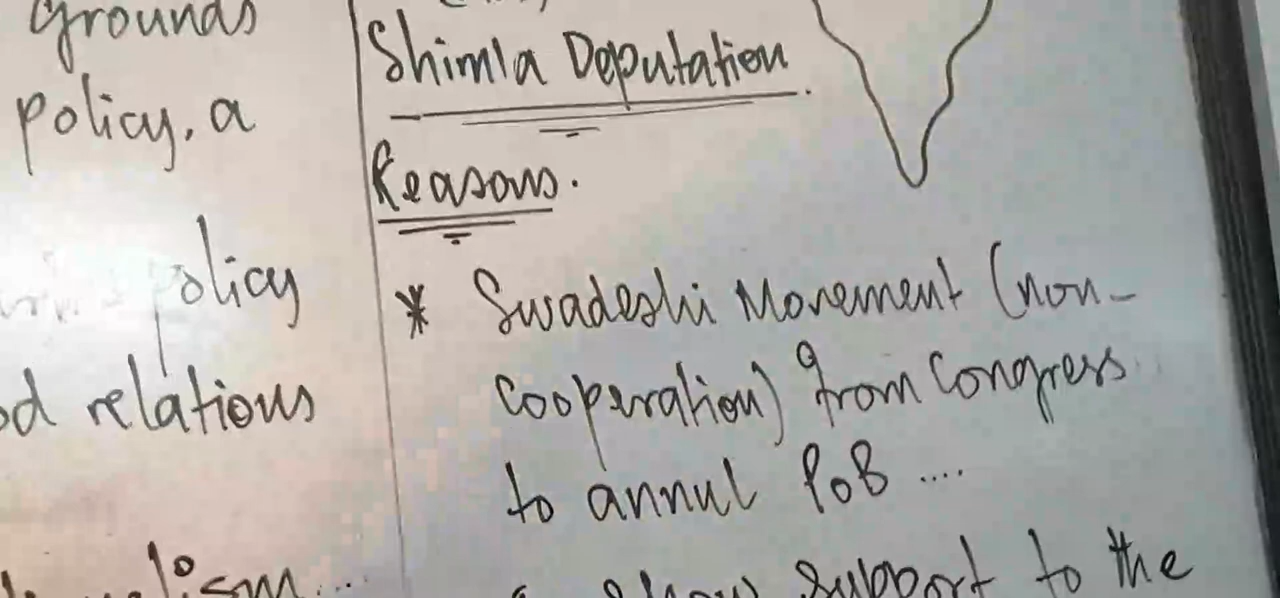 grounds
policy, a
policy
relations
Shimla Deputation.
Reasons.
* Swadeshi Movement (non-
cooperation) from Congress
to annul PoB ....
show support to the